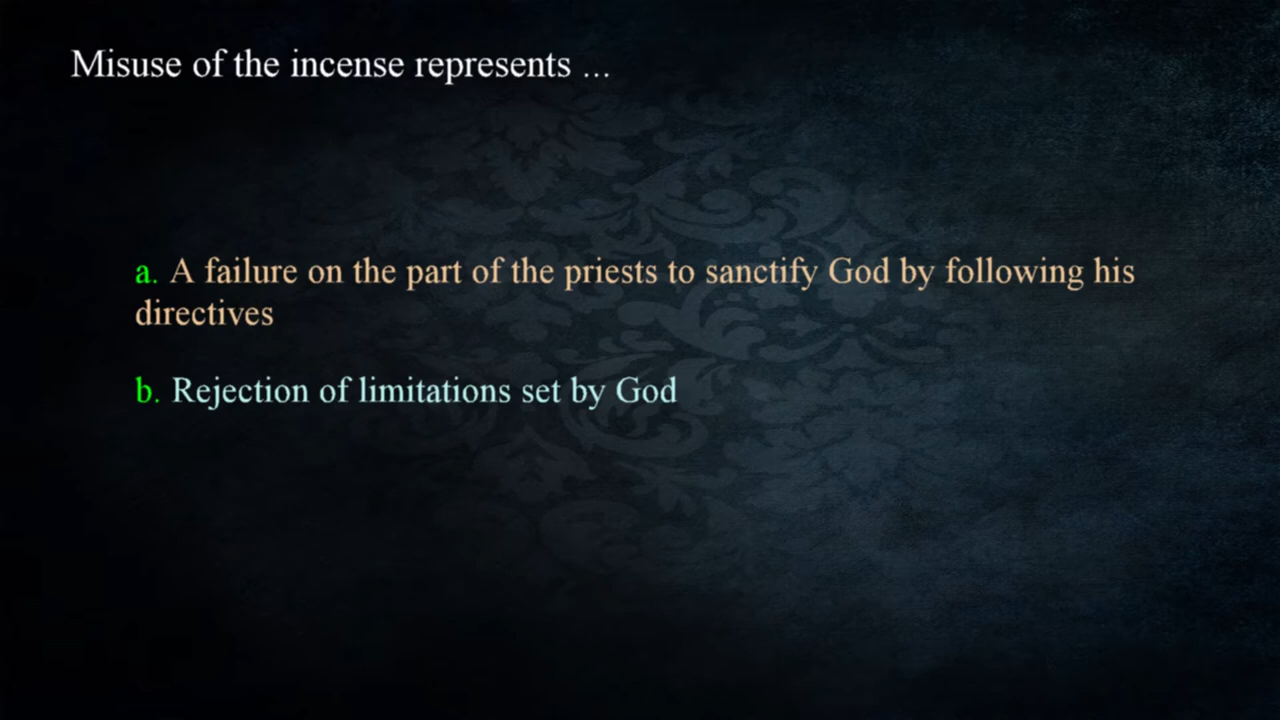 Misuse of the incense represents ...
a. A failure on the part of the priests to sanctify God by following his
directives
b. Rejection of limitations set by God